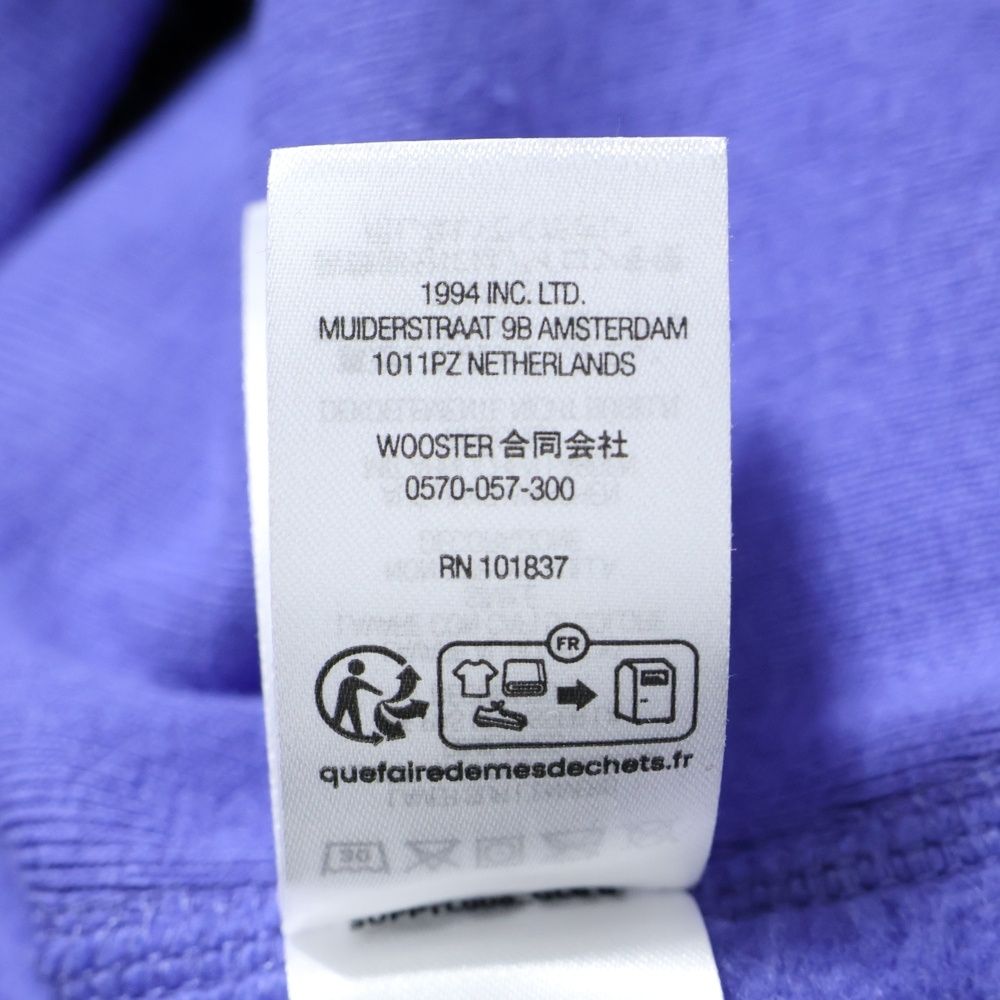 1994 INC. LTD.
MUIDERSTRAAT 9B AMSTERDAM
1011PZ NETHERLANDS
WOOSTER 合同会社
0570-057-300
RN 101837
FR
quefairedemesdechets.fr
30